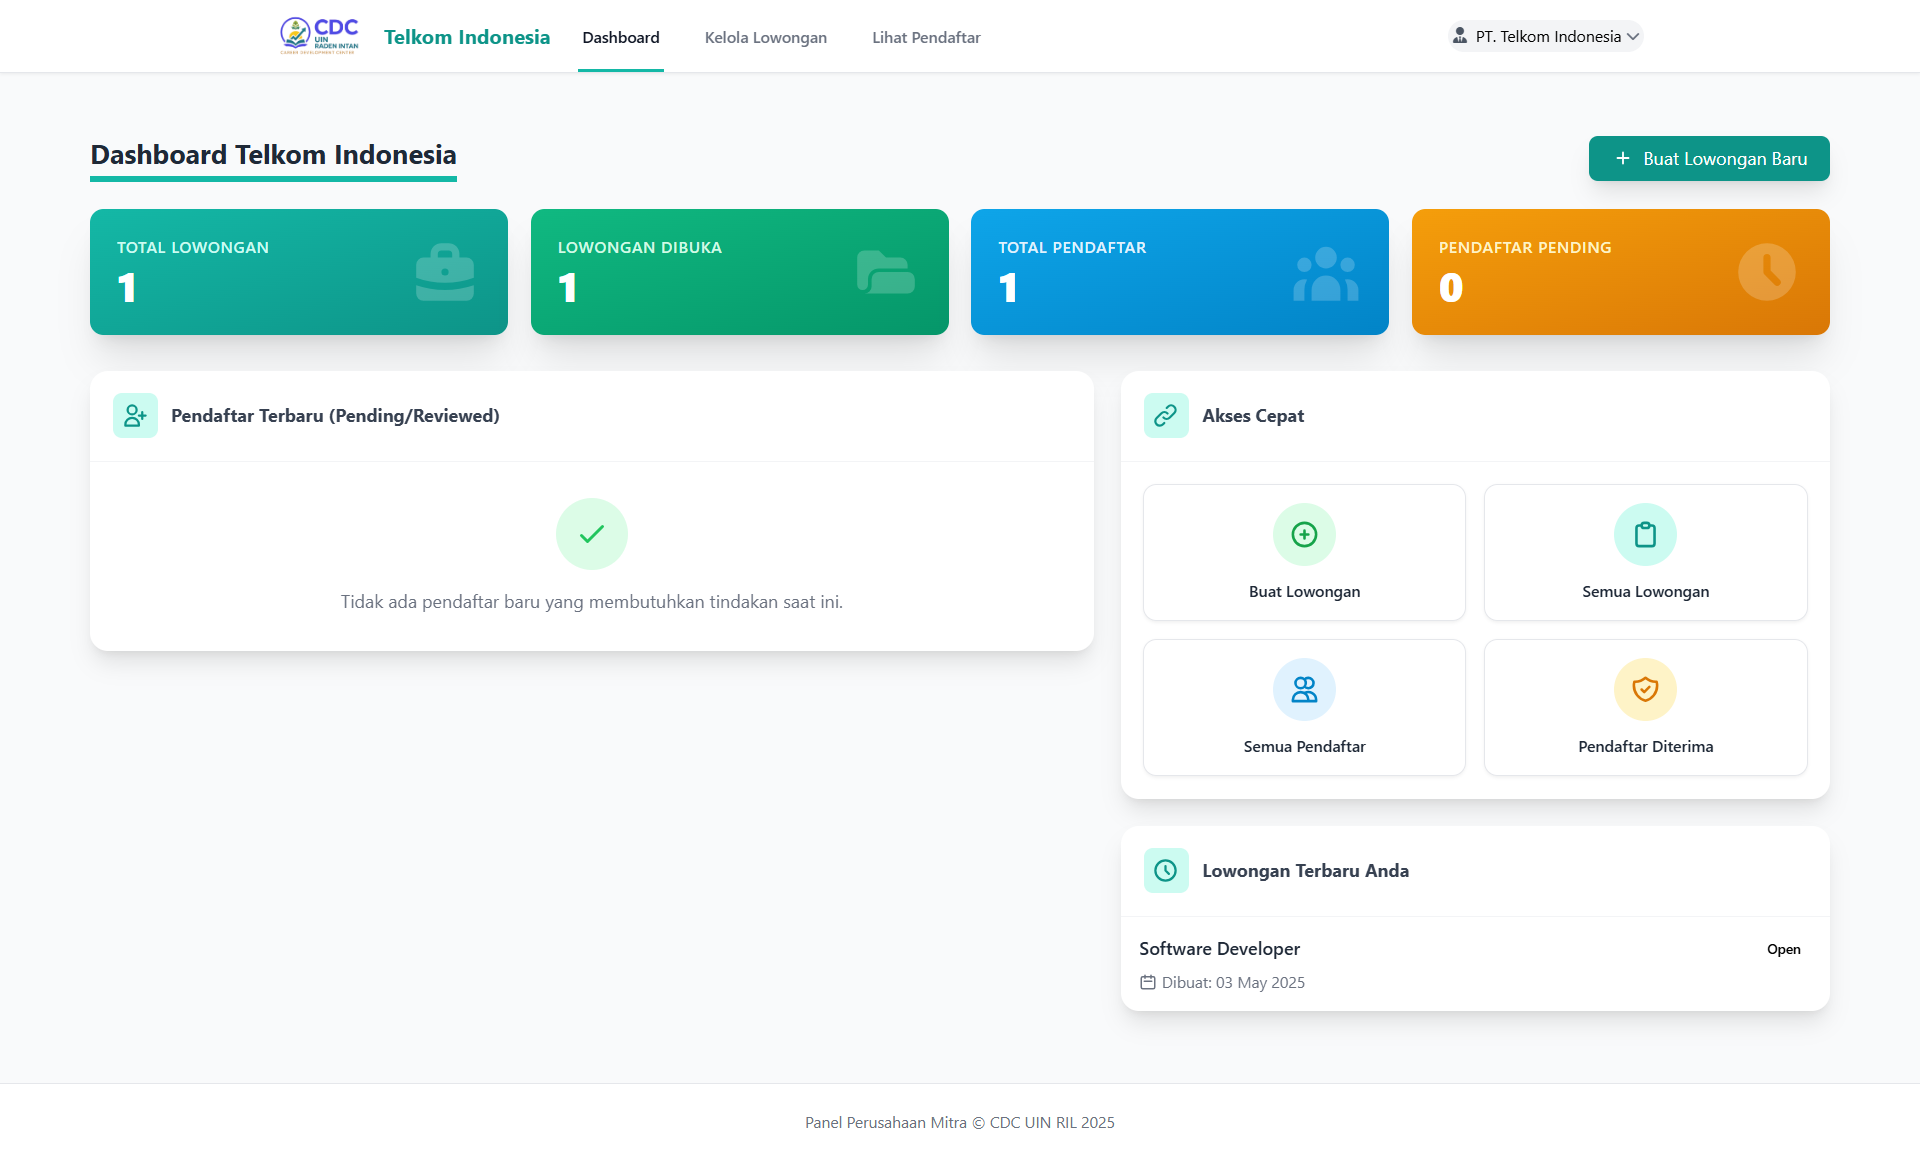 CDC
UIN
RADEN INTAN
CAREER DEVELOPMENT CENTER
Telkom Indonesia
Dashboard
Kelola Lowongan
Lihat Pendaftar
PT. Telkom Indonesia
Dashboard Telkom Indonesia
+ Buat Lowongan Baru
TOTAL LOWONGAN
1
LOWONGAN DIBUKA
1
TOTAL PENDAFTAR
1
PENDAFTAR PENDING
0
Pendaftar Terbaru (Pending/Reviewed)
Tidak ada pendaftar baru yang membutuhkan tindakan saat ini.
Akses Cepat
Buat Lowongan
Semua Lowongan
Semua Pendaftar
Pendaftar Diterima
Lowongan Terbaru Anda
Software Developer
Open
Dibuat: 03 May 2025
Panel Perusahaan Mitra © CDC UIN RIL 2025